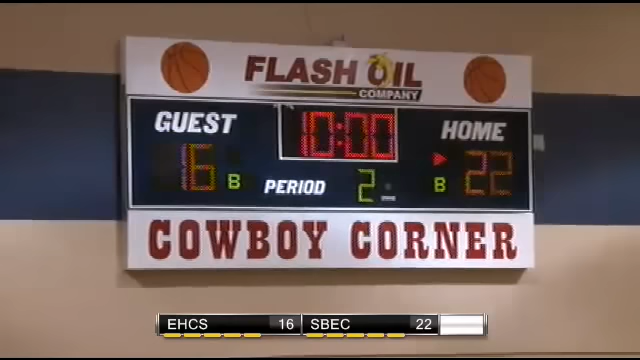 FLASH OIL
COMPANY
GUEST 10:00 HOME
16 B PERIOD 2 B 22
COWBOY CORNER
EHCS 16 SBEC 22